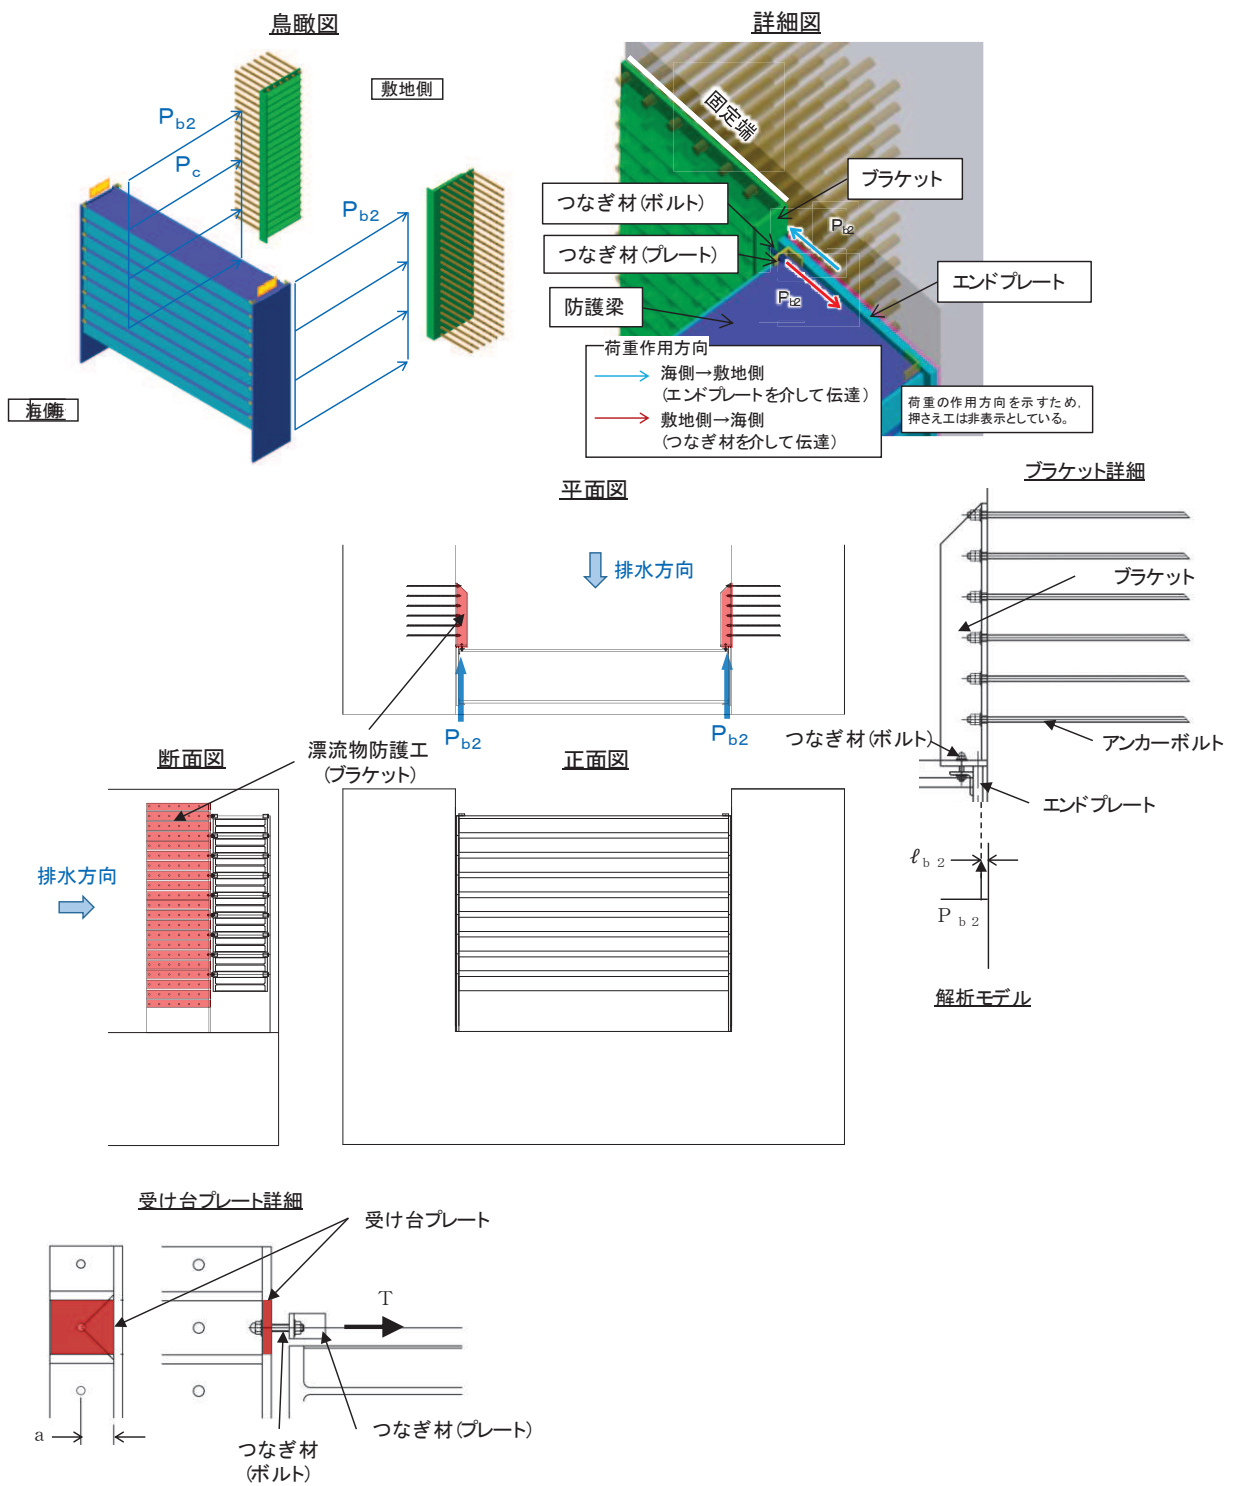 鳥瞰図
敷地側
Pb2
Pc
Pb2
海側
詳細図
固定端
ブラケット
つなぎ材(ボルト)
つなぎ材(プレート)
防護梁
Pb2
Pb2
エンドプレート
荷重作用方向
海側→敷地側
(エンドプレートを介して伝達)
敷地側→海側
(つなぎ材を介して伝達)
荷重の作用方向を示すため,
押さえ工は非表示としている。
平面図
排水方向
Pb2
Pb2
漂流物防護工
(ブラケット)
ブラケット詳細
ブラケット
つなぎ材(ボルト)
アンカーボルト
エンドプレート
ℓb2
Pb2
解析モデル
断面図
排水方向
正面図
受け台プレート詳細
受け台プレート
T
a
つなぎ材
(ボルト)
つなぎ材(プレート)